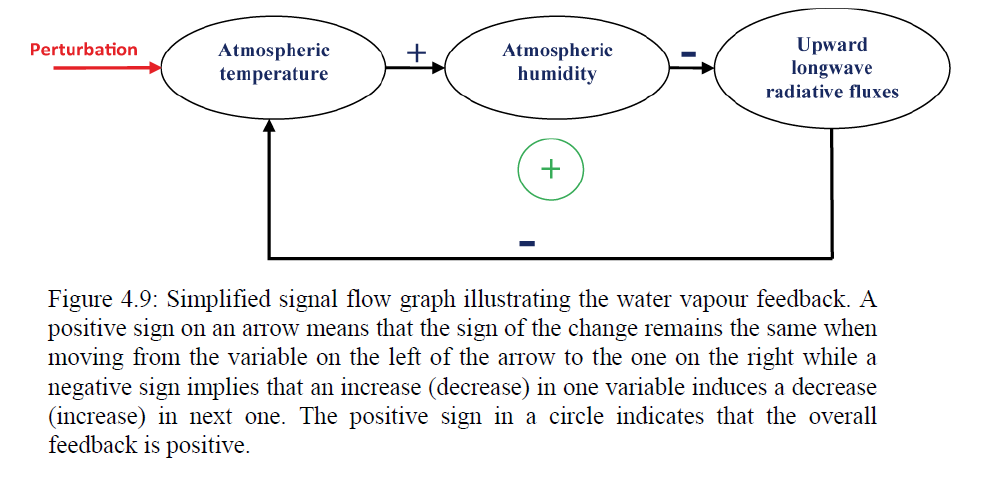 Perturbation
Atmospheric
temperature
+
Atmospheric
humidity
-
Upward
longwave
radiative fluxes
+
-
Figure 4.9: Simplified signal flow graph illustrating the water vapour feedback. A
positive sign on an arrow means that the sign of the change remains the same when
moving from the variable on the left of the arrow to the one on the right while a
negative sign implies that an increase (decrease) in one variable induces a decrease
(increase) in next one. The positive sign in a circle indicates that the overall
feedback is positive.